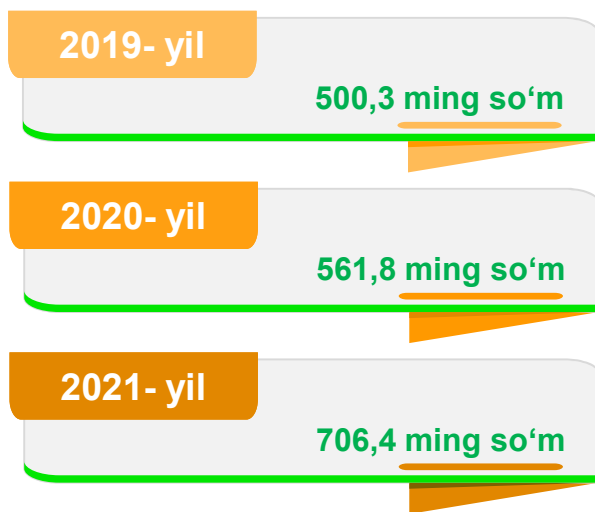 2019- yil
500,3 ming so‘m
2020- yil
561,8 ming so‘m
2021- yil
706,4 ming so‘m